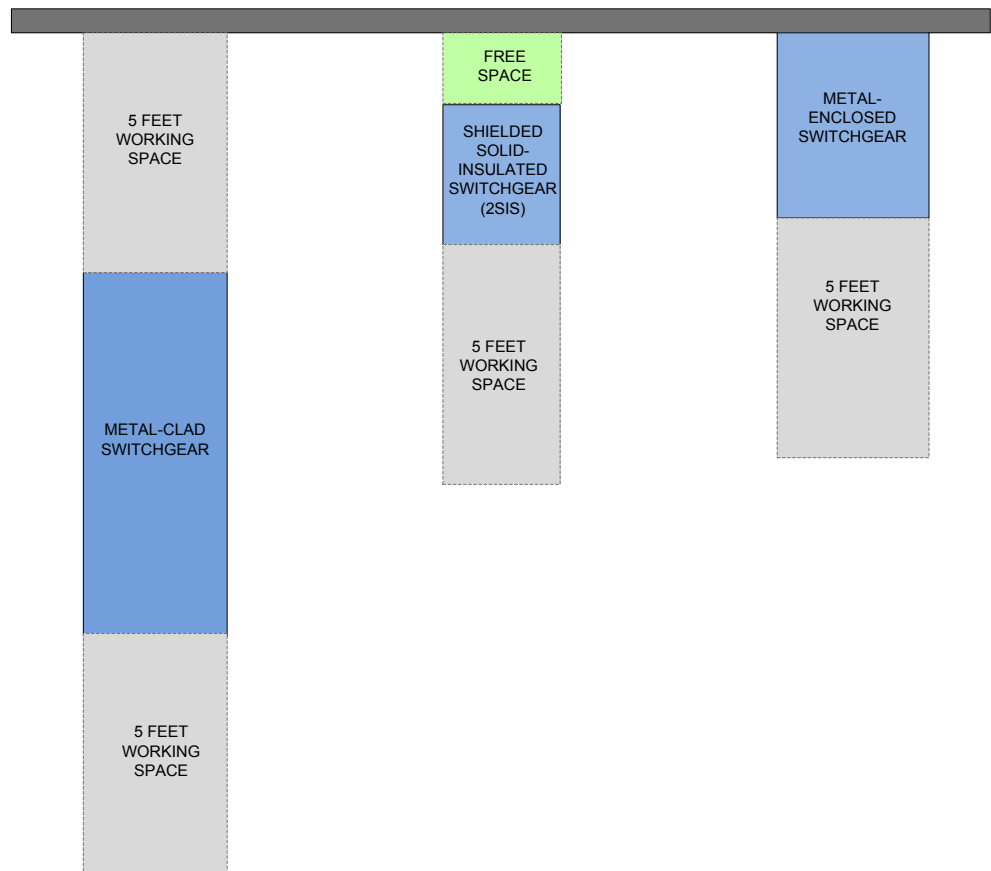 5 FEET
WORKING
SPACE
METAL-CLAD
SWITCHGEAR
5 FEET
WORKING
SPACE
FREE
SPACE
SHIELDED
SOLID-
INSULATED
SWITCHGEAR
(2SIS)
5 FEET
WORKING
SPACE
METAL-
ENCLOSED
SWITCHGEAR
5 FEET
WORKING
SPACE